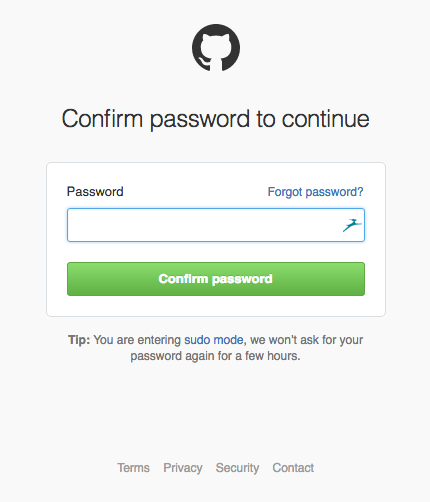 Confirm password to continue
Password
Forgot password?
Confirm password
Tip: You are entering sudo mode, we won't ask for your
password again for a few hours.
Terms Privacy Security Contact